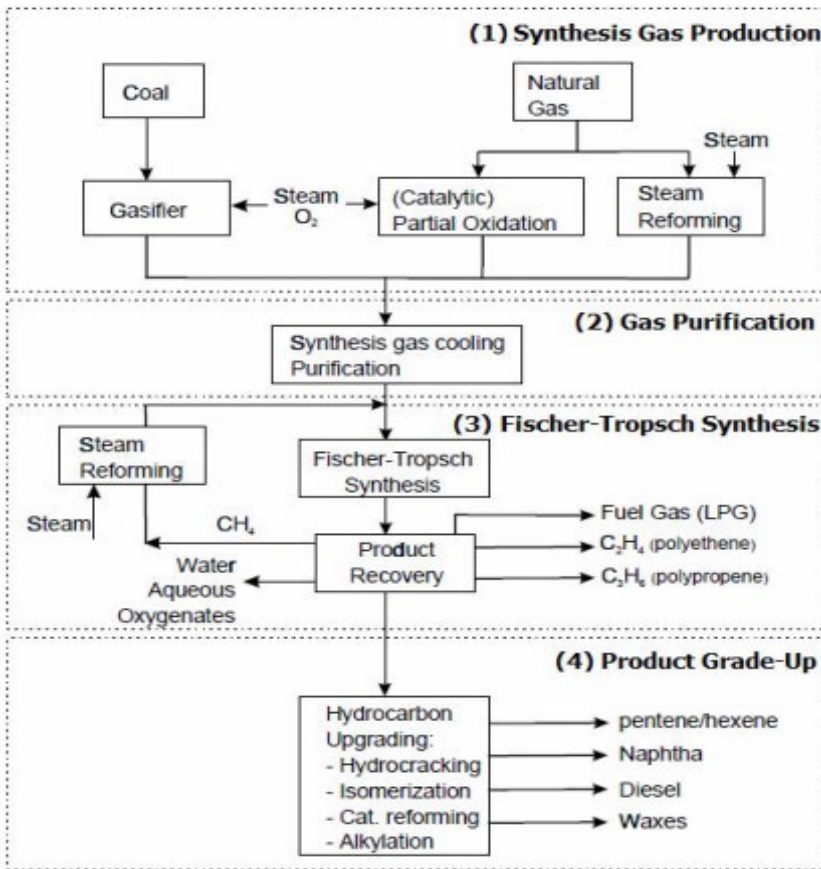 (1) Synthesis Gas Production
Coal
Natural
Gas
Steam
Gasifier
Steam
O₂
(Catalytic)
Partial Oxidation
Steam
Reforming
(2) Gas Purification
Synthesis gas cooling
Purification
(3) Fischer-Tropsch Synthesis
Steam
Reforming
Fischer-Tropsch
Synthesis
Steam
CH₄
Product
Recovery
Fuel Gas (LPG)
C₂H₄ (polyethene)
C₂H₆ (polypropene)
Water
Aqueous
Oxygenates
(4) Product Grade-Up
Hydrocarbon
Upgrading:
- Hydrocracking
- Isomerization
- Cat. reforming
- Alkylation
pentene/hexene
Naphtha
Diesel
Waxes